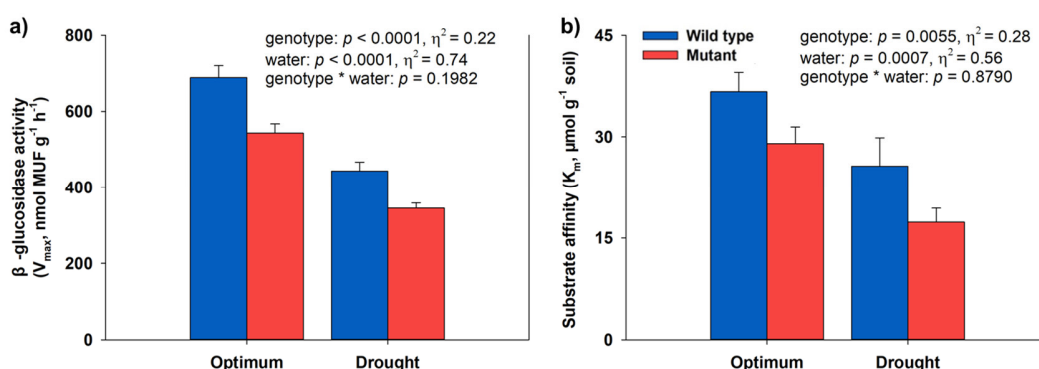 a)
genotype: p < 0.0001, η² = 0.22
water: p < 0.0001, η² = 0.74
genotype * water: p = 0.1982
β -glucosidase activity
(Vmax, nmol MUF g⁻¹ h⁻¹)
800
600
400
200
0
Optimum Drought
b)
Wild type
Mutant
genotype: p = 0.0055, η² = 0.28
water: p = 0.0007, η² = 0.56
genotype * water: p = 0.8790
Substrate affinity (Km, µmol g⁻¹ soil)
45
30
15
0
Optimum Drought